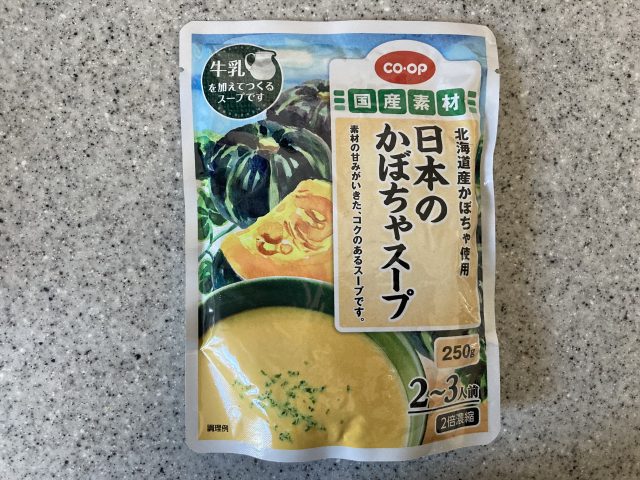 牛乳
を加えてつくる
スープです
CO·OP
国産素材
北海道産かぼちゃ使用
日本の
かぼちゃスープ
素材の甘みがいきた、コクのあるスープです。
250g
2〜3人前
2倍濃縮
調理例